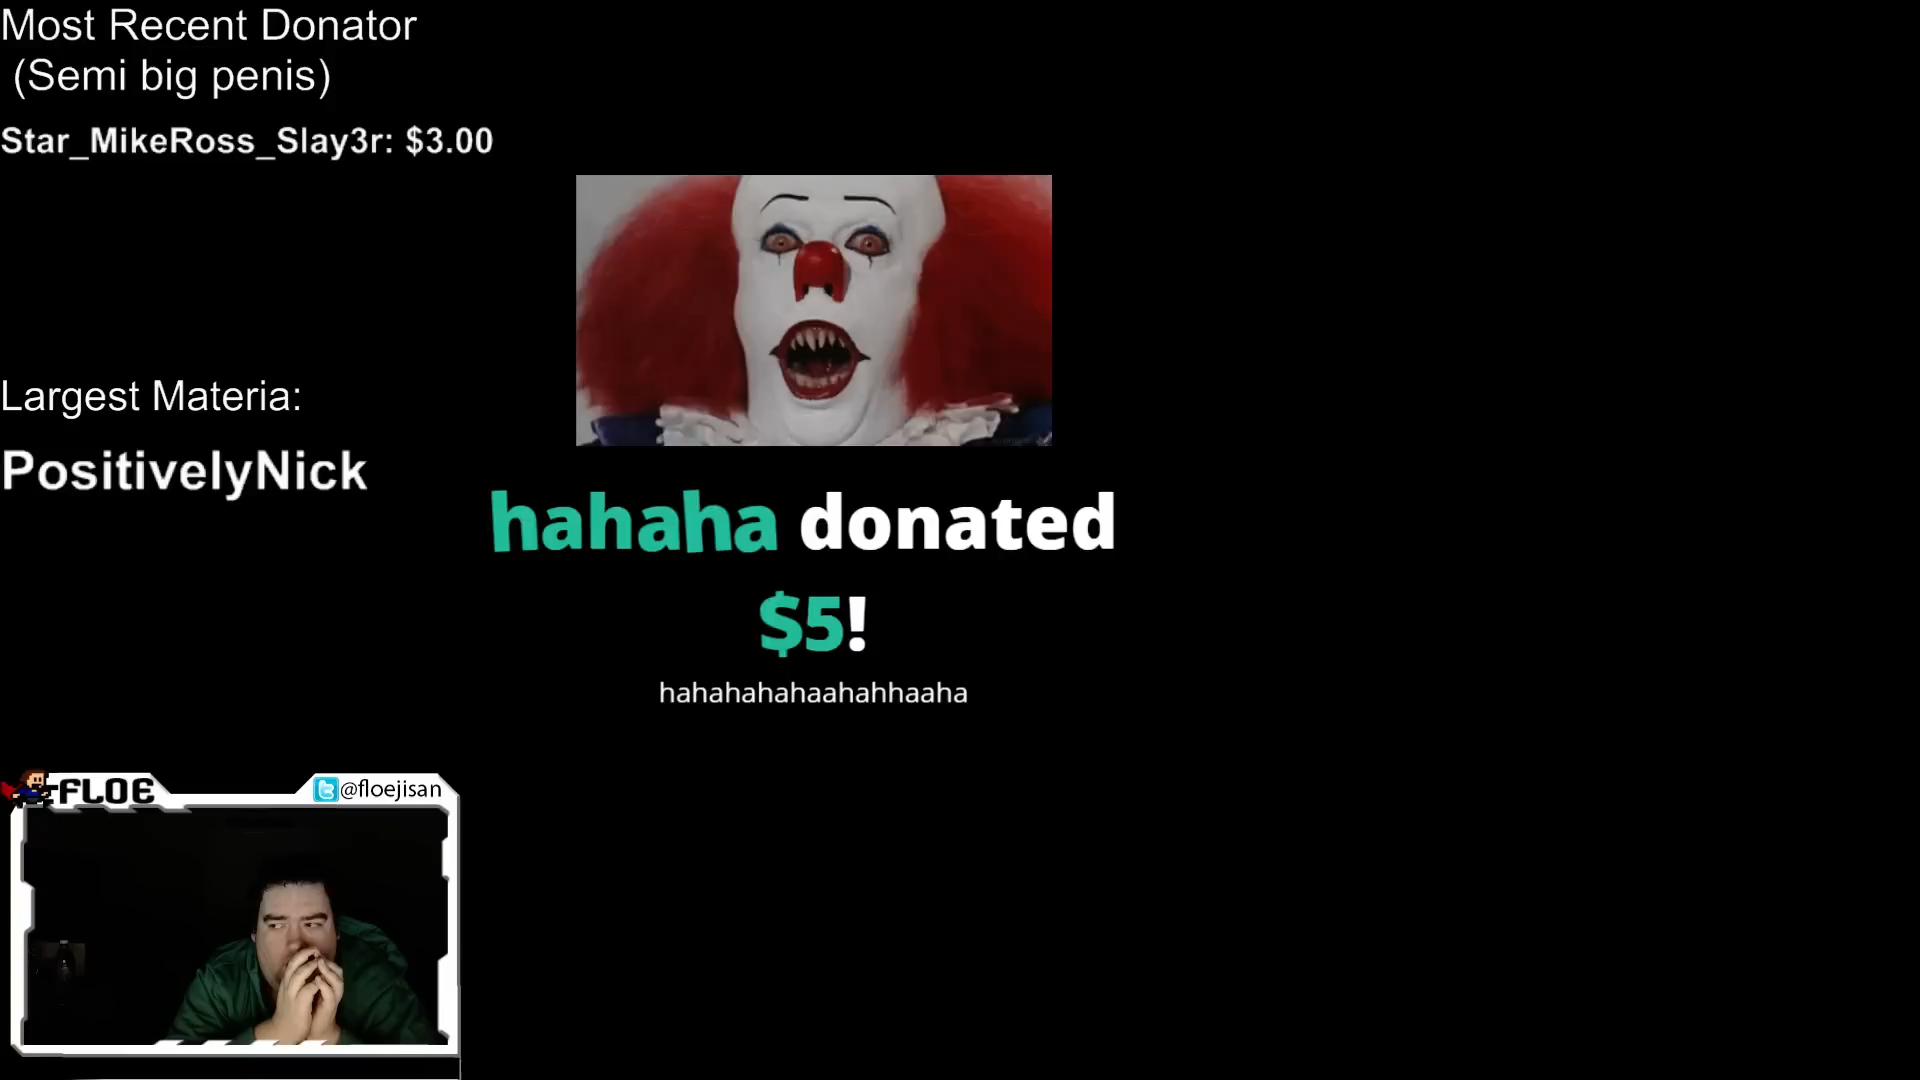 Most Recent Donator
(Semi big penis)
Star_MikeRoss_Slay3r: $3.00
Largest Materia:
PositivelyNick
hahaha donated
$5!
hahahahahaahahhaaha
FLOE
@floejisan